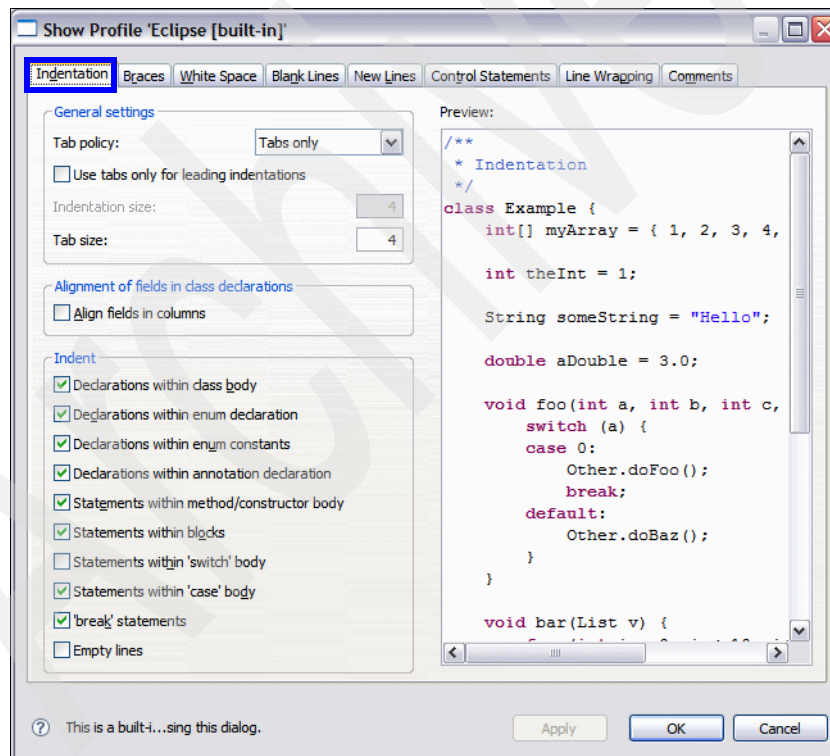 Show Profile 'Eclipse [built-in]'
Indentation Braces White Space Blank Lines New Lines Control Statements Line Wrapping Comments
General settings
Tab policy: Tabs only
Use tabs only for leading indentations
Indentation size: 4
Tab size: 4
Alignment of fields in class declarations
Align fields in columns
Indent
Declarations within class body
Declarations within enum declaration
Declarations within enum constants
Declarations within annotation declaration
Statements within method/constructor body
Statements within blocks
Statements within 'switch' body
Statements within 'case' body
'break' statements
Empty lines
Preview:
/**
* Indentation
*/
class Example {
int[] myArray = { 1, 2, 3, 4,
int theInt = 1;
String someString = "Hello";
double aDouble = 3.0;
void foo(int a, int b, int c,
switch (a) {
case 0:
Other.doFoo();
break;
default:
Other.doBaz();
}
}
void bar(List v) {
This is a built-i...sing this dialog.
Apply OK Cancel